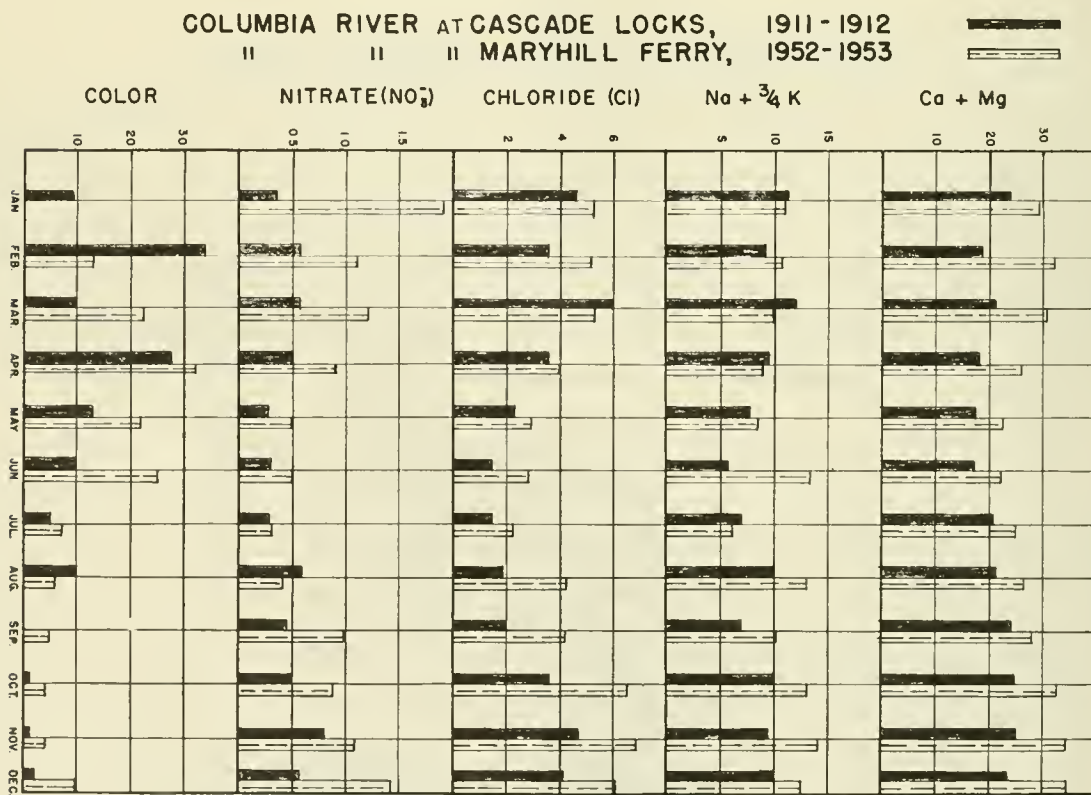 COLUMBIA RIVER AT CASCADE LOCKS, 1911-1912
" " " MARYHILL FERRY, 1952-1953
COLOR NITRATE (NO₃⁻) CHLORIDE (Cl) Na + ¾ K Ca + Mg
10 20 30 0.5 1.0 1.5 2 4 6 5 10 15 10 20 30
JAN.
FEB.
MAR.
APR.
MAY
JUN.
JUL.
AUG.
SEP.
OCT.
NOV.
DEC.